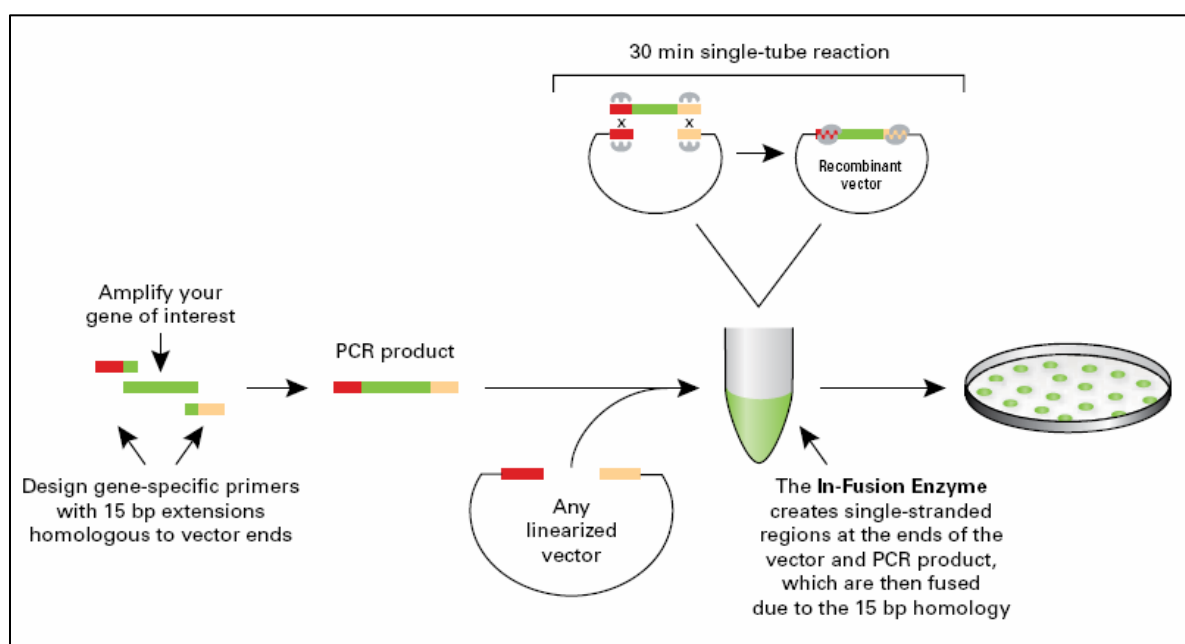 30 min single-tube reaction
x
x
Recombinant
vector
Amplify your
gene of interest
PCR product
Design gene-specific primers
with 15 bp extensions
homologous to vector ends
Any
linearized
vector
The In-Fusion Enzyme
creates single-stranded
regions at the ends of the
vector and PCR product,
which are then fused
due to the 15 bp homology